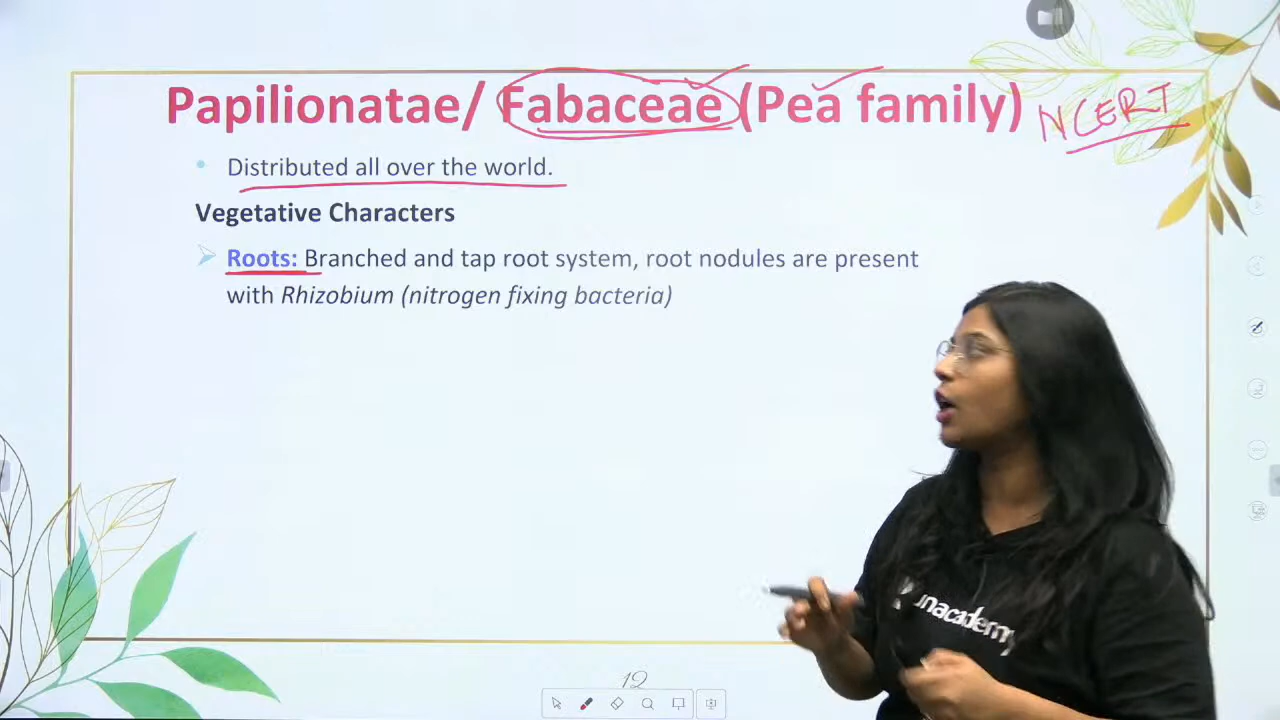 Papilionatae/ Fabaceae (Pea family) NCERT
• Distributed all over the world.
Vegetative Characters
Roots: Branched and tap root system, root nodules are present
with Rhizobium (nitrogen fixing bacteria)
unacademy
12